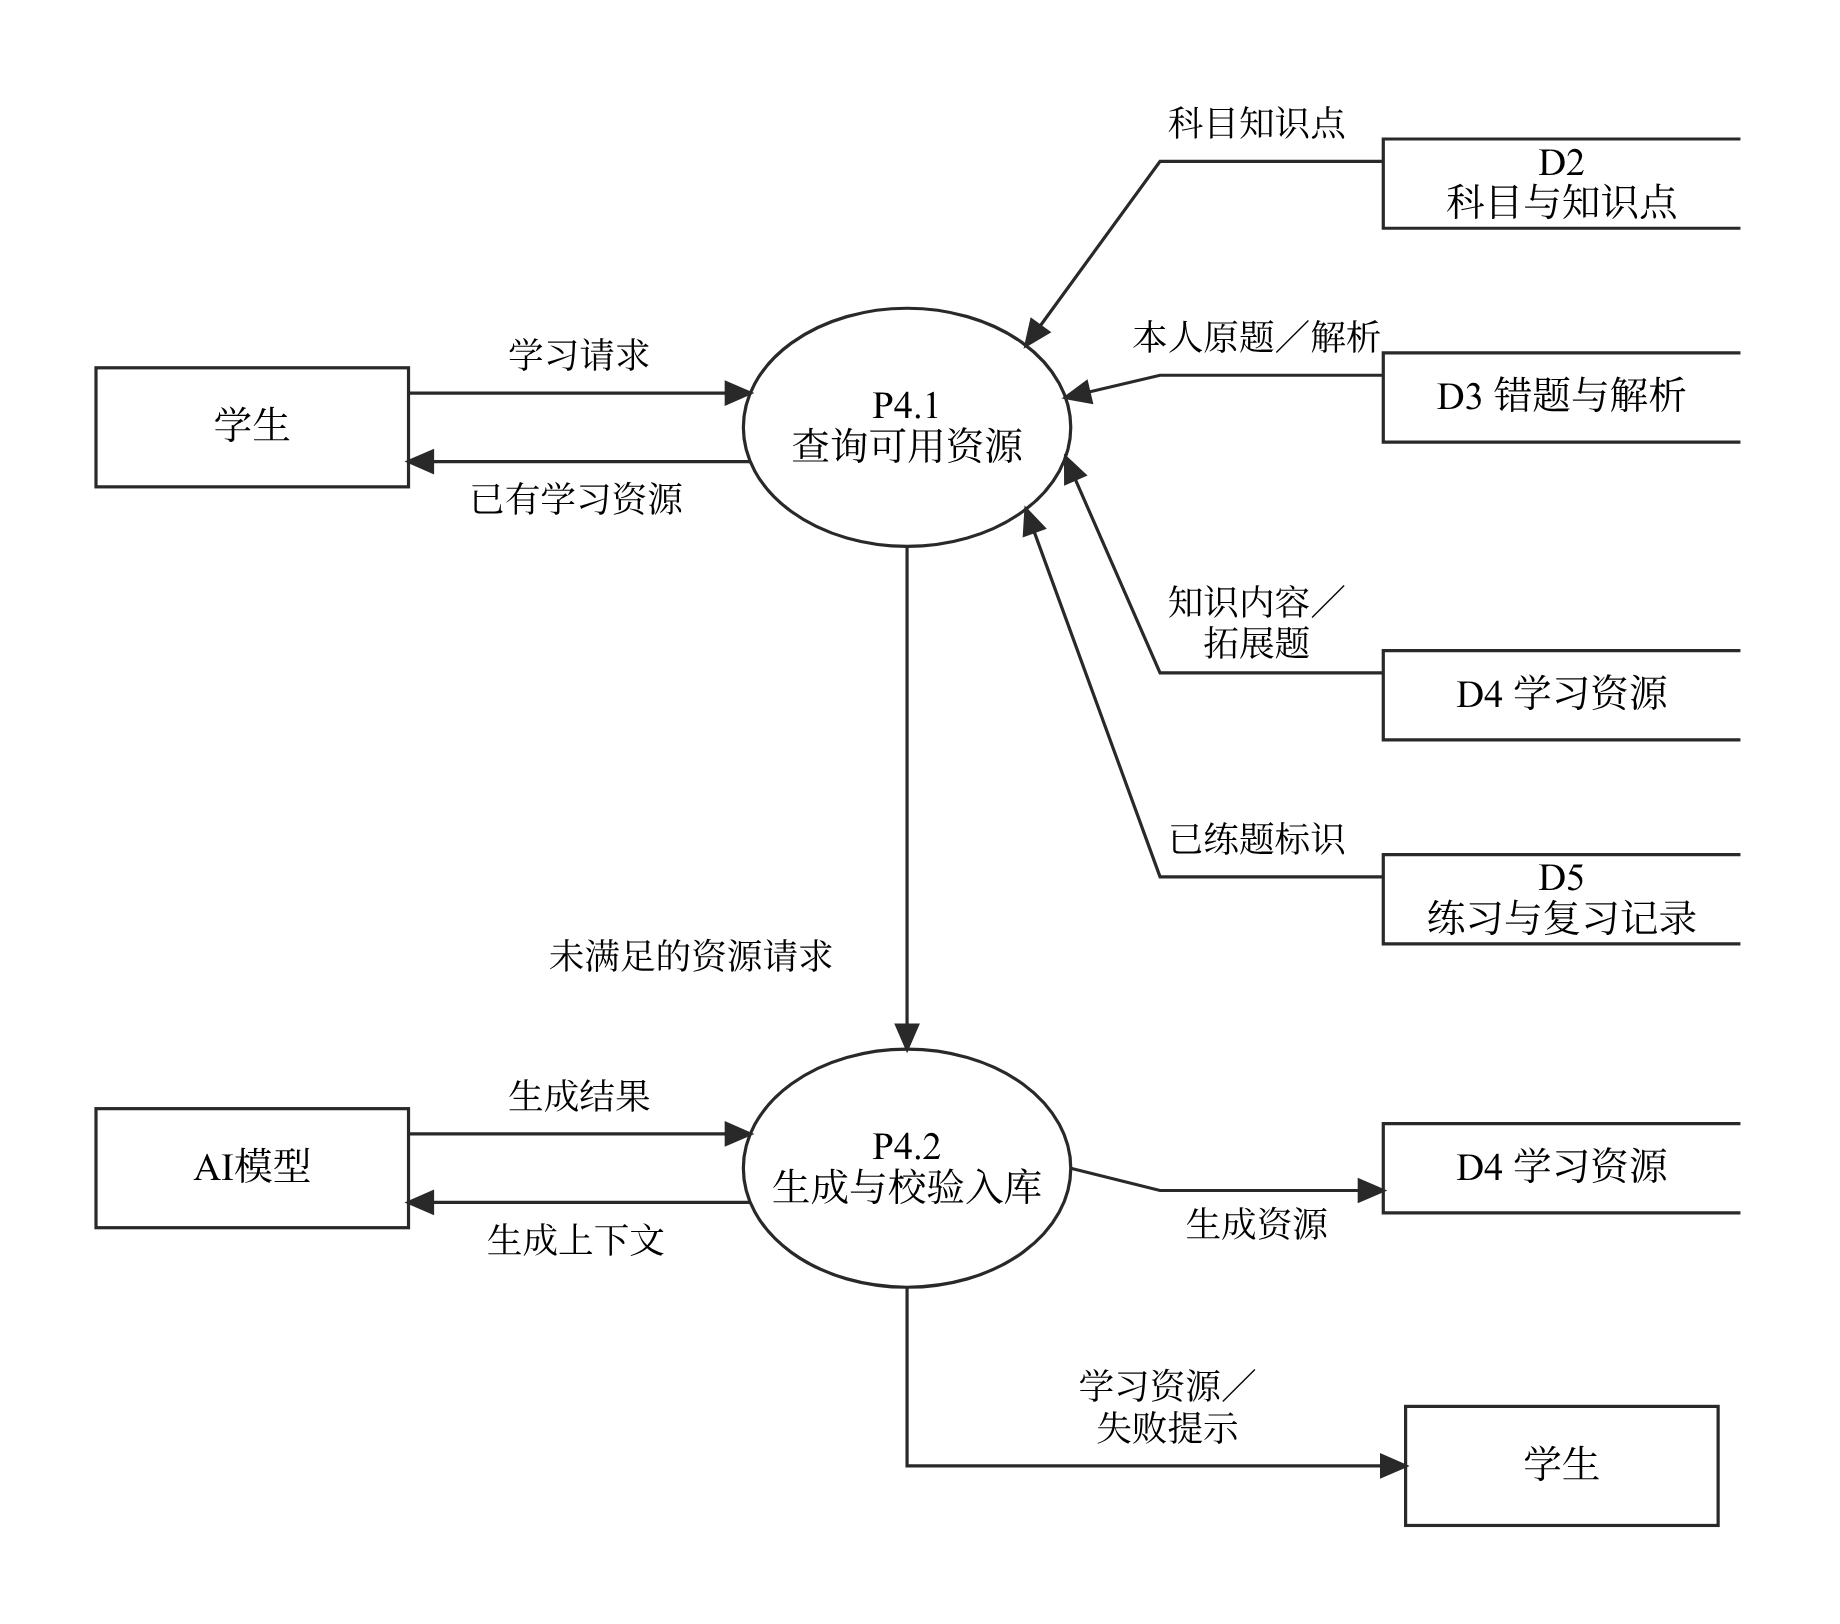 科目知识点
D2
科目与知识点
学习请求
本人原题／解析
学生
P4.1
查询可用资源
D3 错题与解析
已有学习资源
知识内容／
拓展题
D4 学习资源
已练题标识
D5
练习与复习记录
未满足的资源请求
生成结果
AI模型
P4.2
生成与校验入库
D4 学习资源
生成上下文
生成资源
学习资源／
失败提示
学生